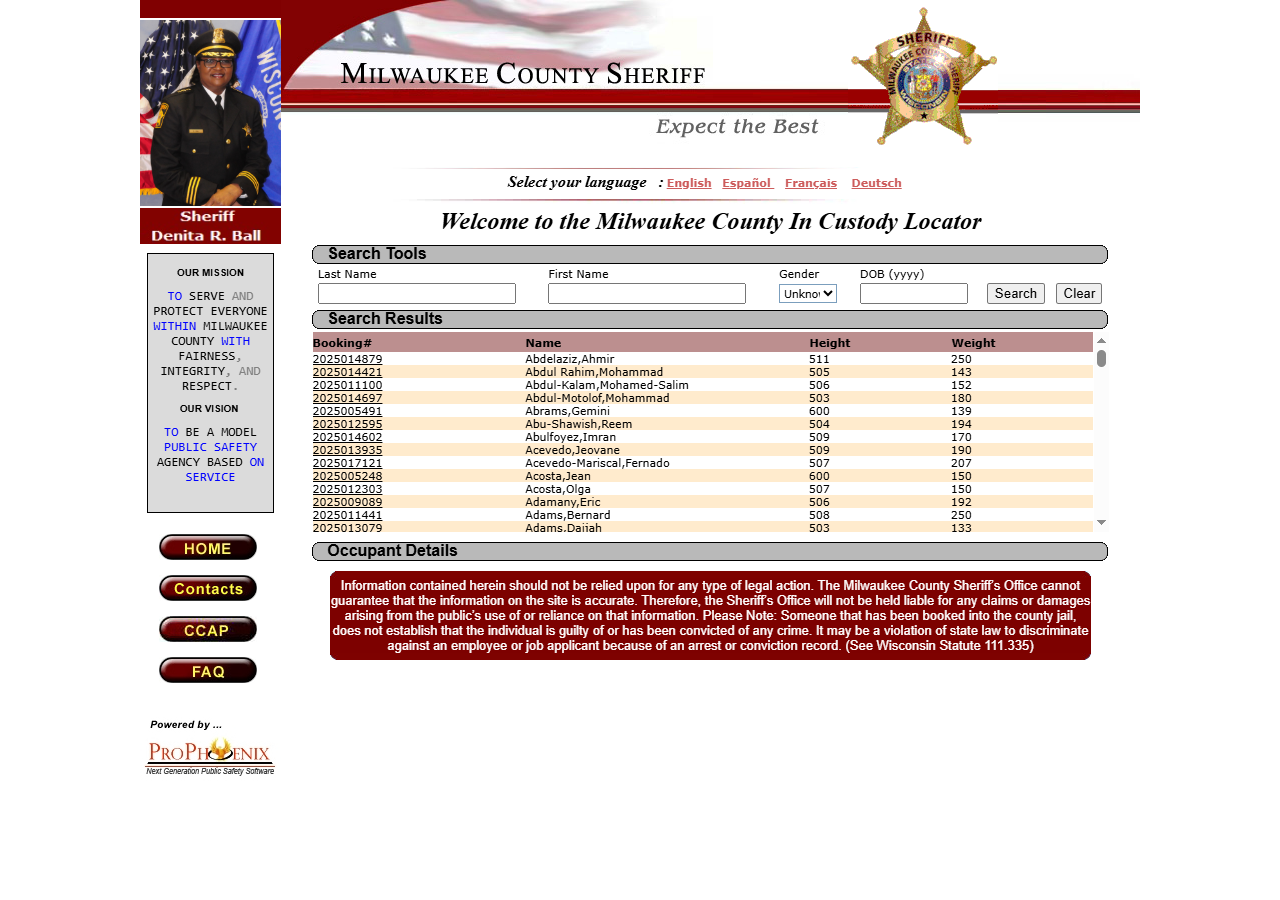 MILWAUKEE COUNTY SHERIFF
Expect the Best
Sheriff
Denita R. Ball
OUR MISSION
TO SERVE AND
PROTECT EVERYONE
WITHIN MILWAUKEE
COUNTY WITH
FAIRNESS,
INTEGRITY, AND
RESPECT.
OUR VISION
TO BE A MODEL
PUBLIC SAFETY
AGENCY BASED ON
SERVICE
HOME
Contacts
CCAP
FAQ
Powered by ...
PROPHOENIX
Next Generation Public Safety Software
Select your language : English Español Français Deutsch
Welcome to the Milwaukee County In Custody Locator
Search Tools
Last Name First Name Gender DOB (yyyy)
Unknov Search Clear
Search Results
Booking# Name Height Weight
2025014879 Abdelaziz,Ahmir 511 250
2025014421 Abdul Rahim,Mohammad 505 143
2025011100 Abdul-Kalam,Mohamed-Salim 506 152
2025014697 Abdul-Motolof,Mohammad 503 180
2025005491 Abrams,Gemini 600 139
2025012595 Abu-Shawish,Reem 504 194
2025014602 Abulfoyez,Imran 509 170
2025013935 Acevedo,Jeovane 509 190
2025017121 Acevedo-Mariscal,Fernado 507 207
2025005248 Acosta,Jean 600 150
2025012303 Acosta,Olga 507 150
2025009089 Adamany,Eric 506 192
2025011441 Adams,Bernard 508 250
2025013079 Adams,Dajjah 503 133
Occupant Details
Information contained herein should not be relied upon for any type of legal action. The Milwaukee County Sheriff's Office cannot
guarantee that the information on the site is accurate. Therefore, the Sheriff's Office will not be held liable for any claims or damages
arising from the public's use of or reliance on that information. Please Note: Someone that has been booked into the county jail,
does not establish that the individual is guilty of or has been convicted of any crime. It may be a violation of state law to discriminate
against an employee or job applicant because of an arrest or conviction record. (See Wisconsin Statute 111.335)